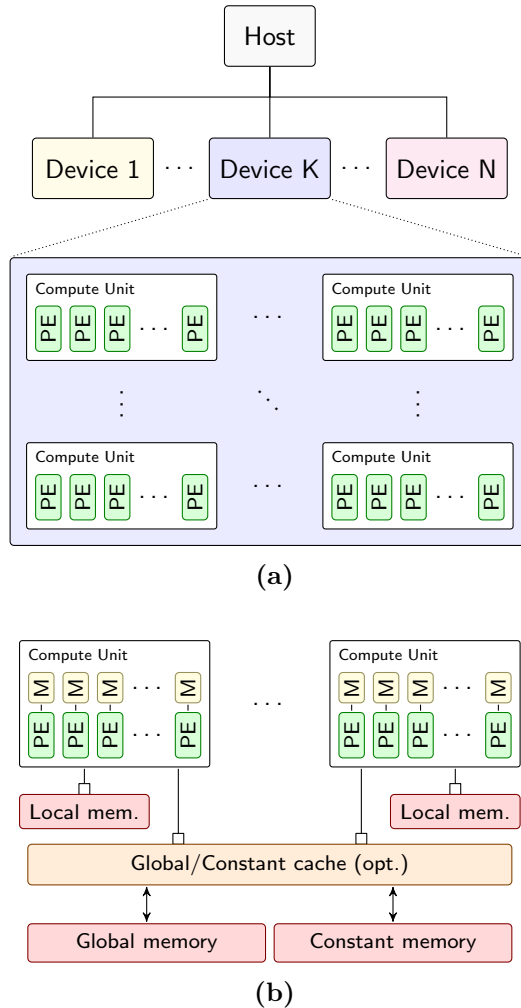 Host
Device 1 · · · Device K · · · Device N
Compute Unit Compute Unit
PE PE PE · · · PE · · · PE PE PE · · · PE
Compute Unit Compute Unit
PE PE PE · · · PE · · · PE PE PE · · · PE
(a)
Compute Unit Compute Unit
M M M · · · M · · · M M M · · · M
PE PE PE · · · PE PE PE PE · · · PE
Local mem. Local mem.
Global/Constant cache (opt.)
Global memory Constant memory
(b)